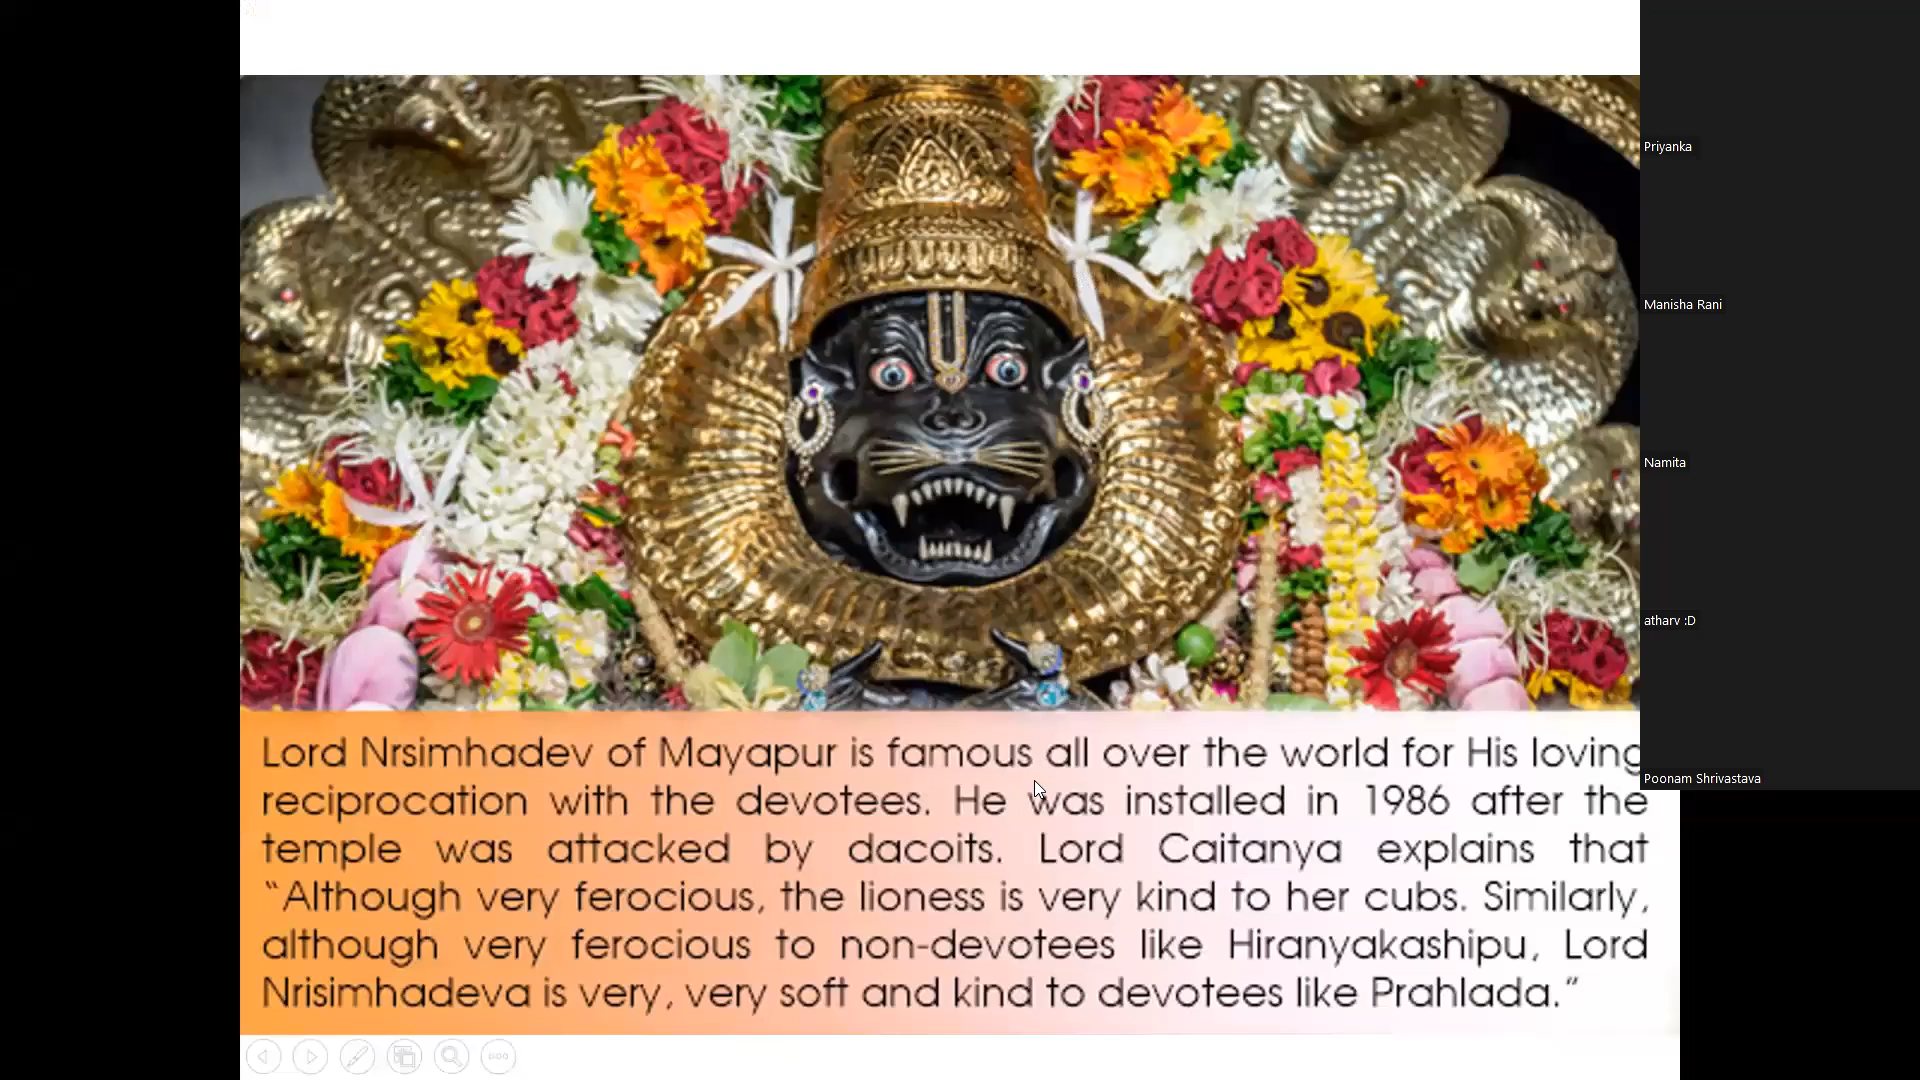 Priyanka
Manisha Rani
Namita
atharv :D
Poonam Shrivastava
Lord Nrsimhadev of Mayapur is famous all over the world for His loving
reciprocation with the devotees. He was installed in 1986 after the
temple was attacked by dacoits. Lord Caitanya explains that
“Although very ferocious, the lioness is very kind to her cubs. Similarly,
although very ferocious to non-devotees like Hiranyakashipu, Lord
Nrisimhadeva is very, very soft and kind to devotees like Prahlada.”